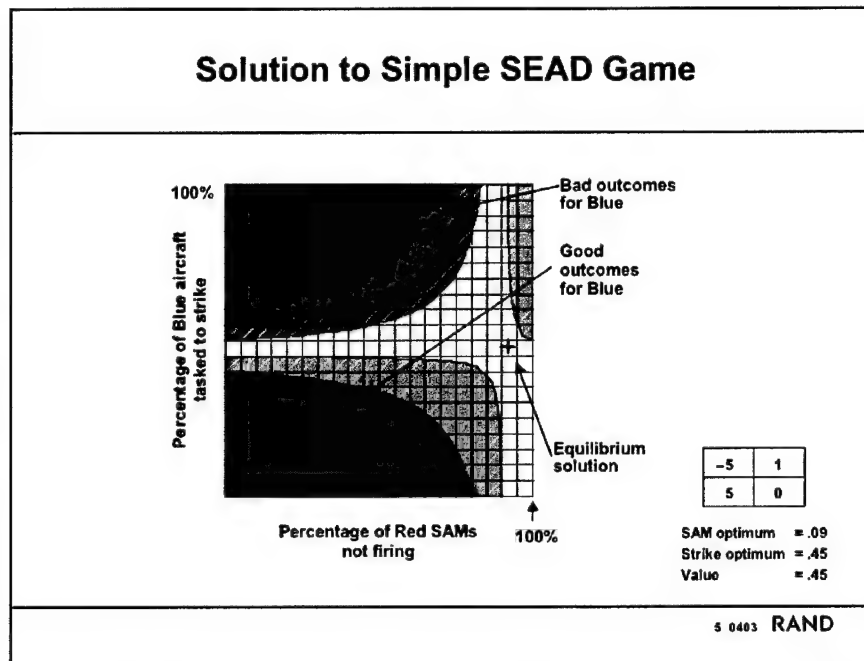 Solution to Simple SEAD Game
100%
Bad outcomes
for Blue
Good
outcomes
for Blue
Percentage of Blue aircraft
tasked to strike
Equilibrium
solution
Percentage of Red SAMs
not firing
100%
-5 1
5 0
SAM optimum = .09
Strike optimum = .45
Value = .45
5 0403 RAND